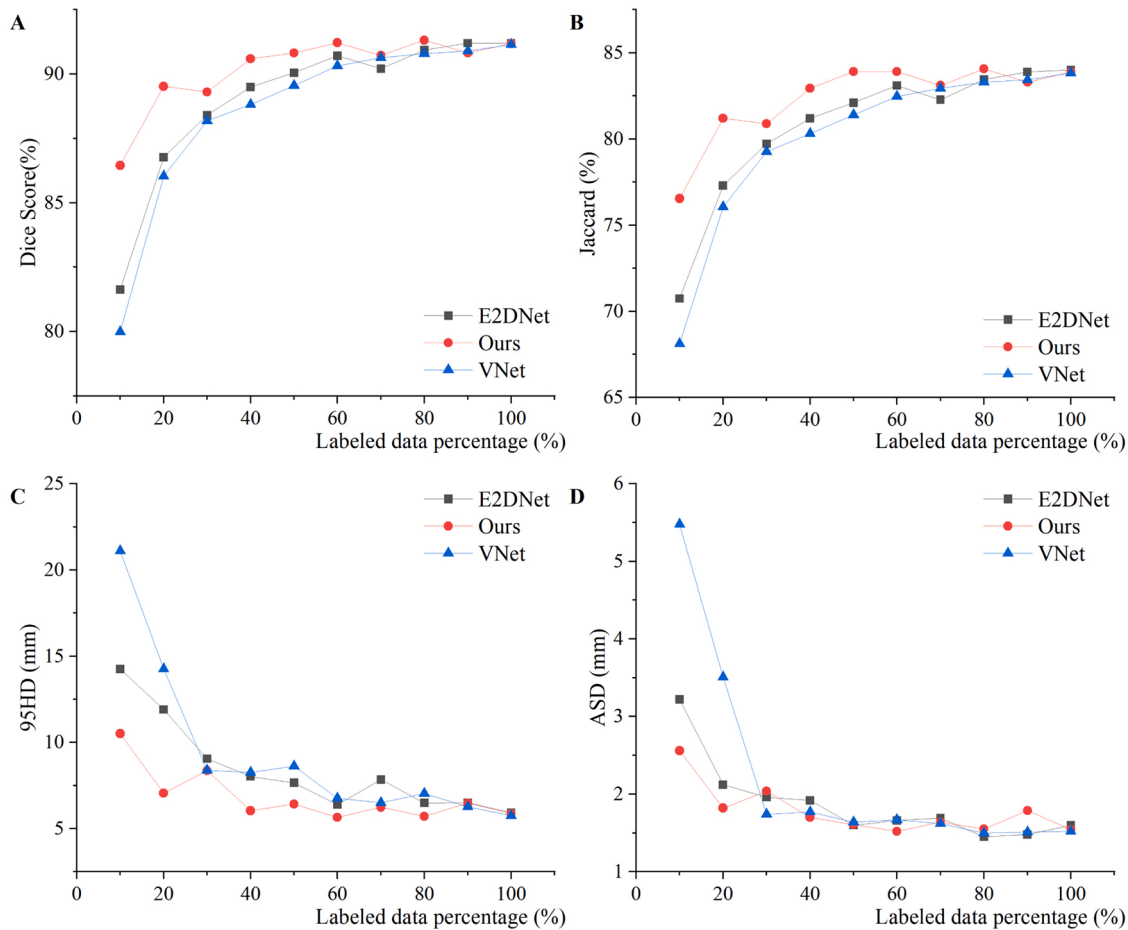 A
Dice Score(%)
90
85
80
E2DNet
Ours
VNet
0 20 40 60 80 100
Labeled data percentage (%)
B
Jaccard (%)
85
80
75
70
65
E2DNet
Ours
VNet
0 20 40 60 80 100
Labeled data percentage (%)
C
95HD (mm)
25
20
15
10
5
E2DNet
Ours
VNet
0 20 40 60 80 100
Labeled data percentage (%)
D
ASD (mm)
6
5
4
3
2
1
E2DNet
Ours
VNet
0 20 40 60 80 100
Labeled data percentage (%)